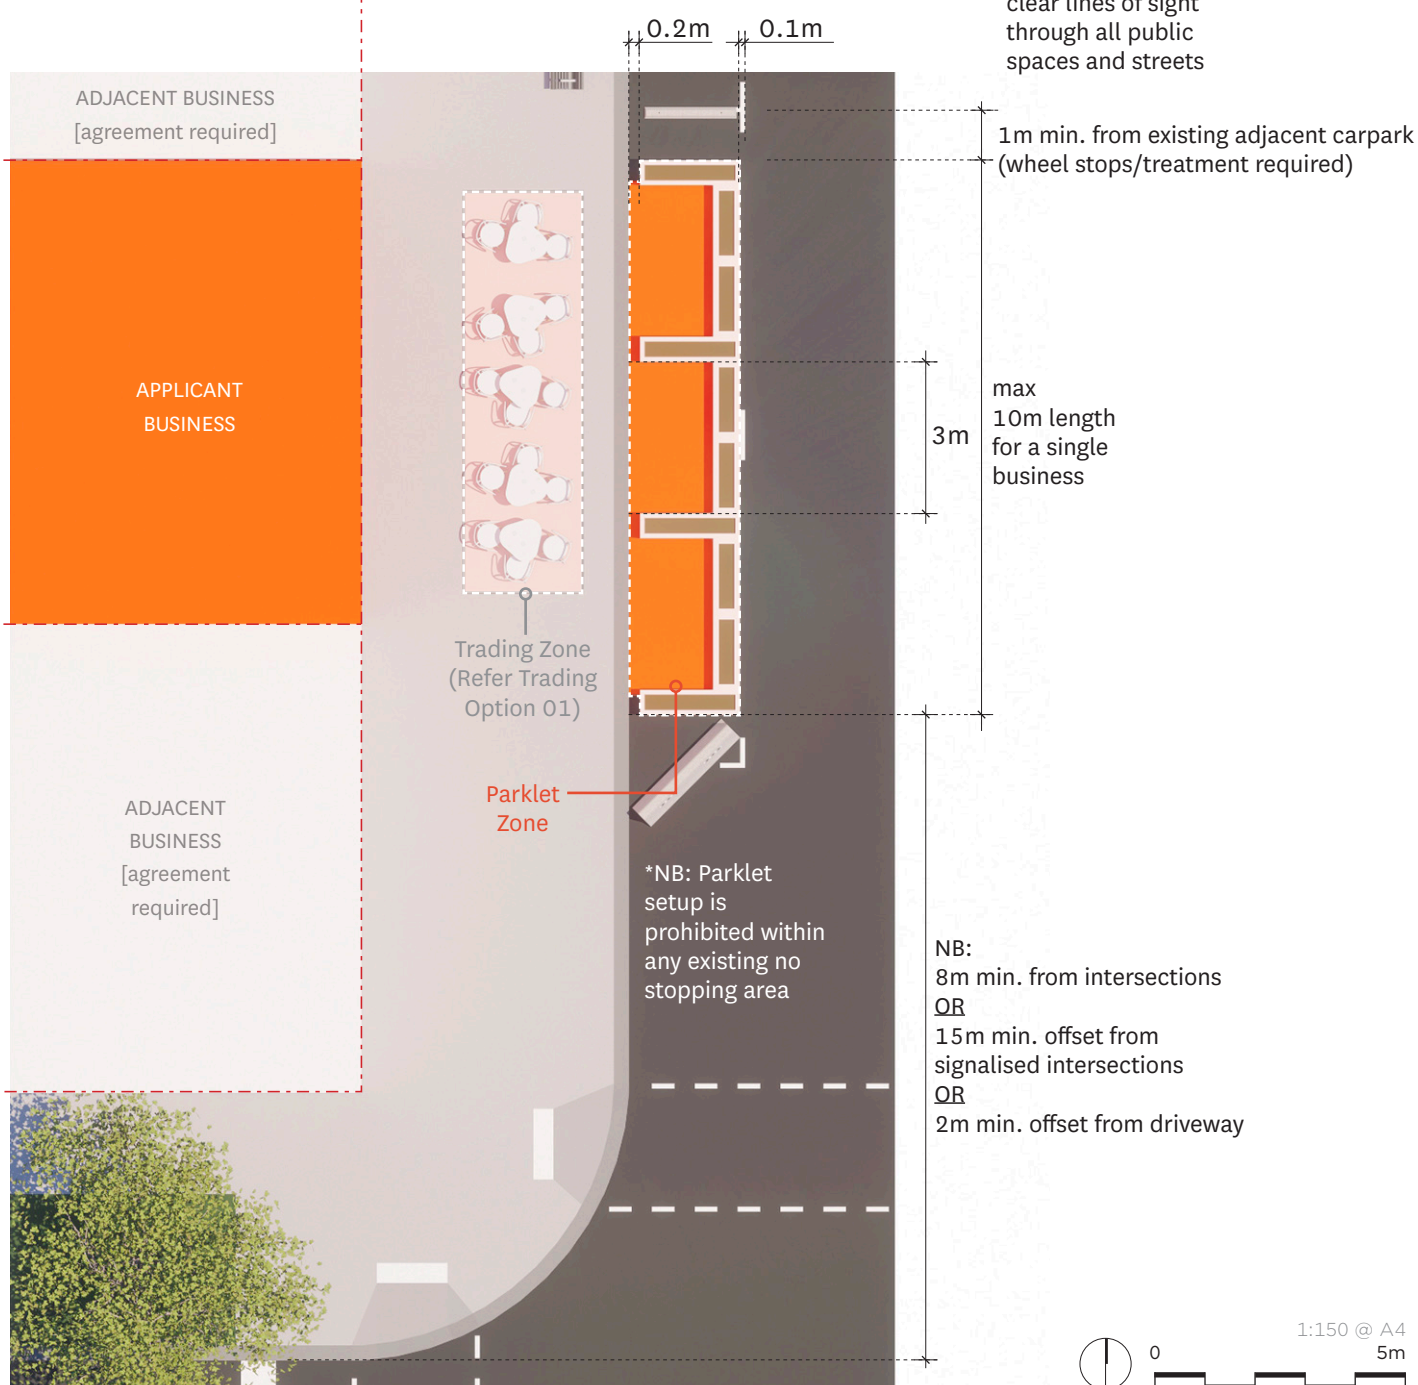 clear lines of sight
through all public
spaces and streets
0.2m
0.1m
ADJACENT BUSINESS
[agreement required]
1m min. from existing adjacent carpark
(wheel stops/treatment required)
APPLICANT
BUSINESS
3m
max
10m length
for a single
business
Trading Zone
(Refer Trading
Option 01)
Parklet
Zone
ADJACENT
BUSINESS
[agreement
required]
*NB: Parklet
setup is
prohibited within
any existing no
stopping area
NB:
8m min. from intersections
OR
15m min. offset from
signalised intersections
OR
2m min. offset from driveway
1:150 @ A4
0
5m